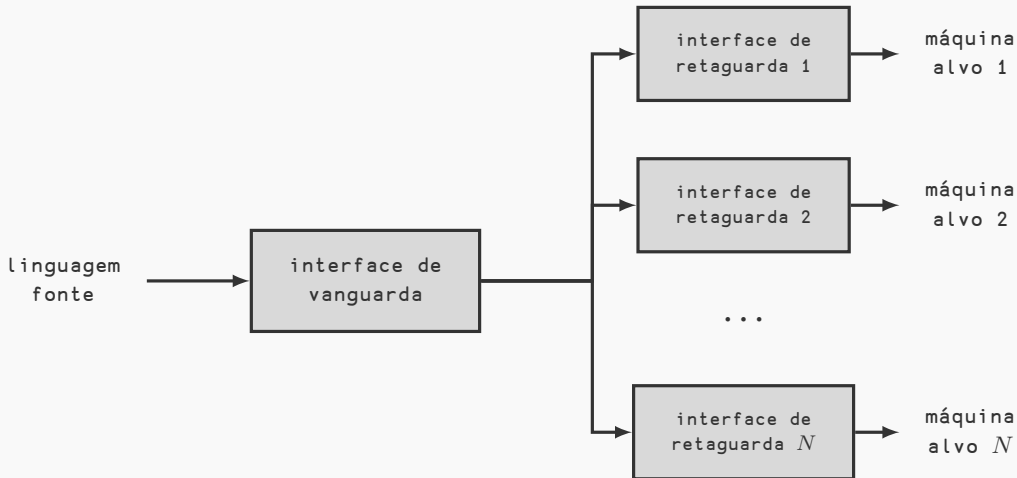 interface de
retaguarda 1
máquina
alvo 1
interface de
retaguarda 2
máquina
alvo 2
linguagem
fonte
interface de
vanguarda
...
interface de
retaguarda N
máquina
alvo N